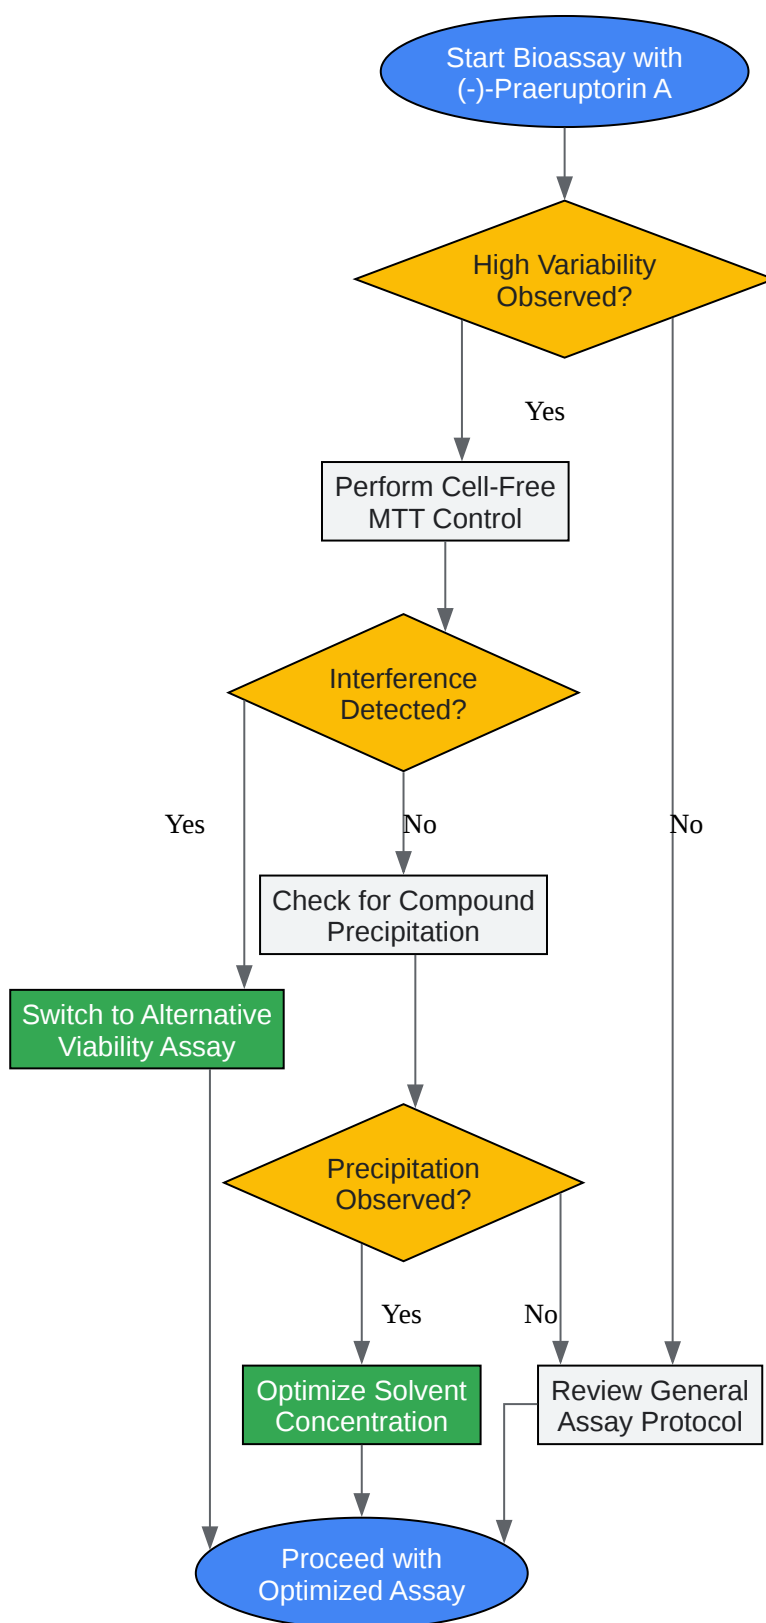 Start Bioassay with
(-)-Praeruptorin A
High Variability
Observed?
Yes
Perform Cell-Free
MTT Control
Interference
Detected?
Yes
No
No
Check for Compound
Precipitation
Switch to Alternative
Viability Assay
Precipitation
Observed?
Yes
No
Optimize Solvent
Concentration
Review General
Assay Protocol
Proceed with
Optimized Assay